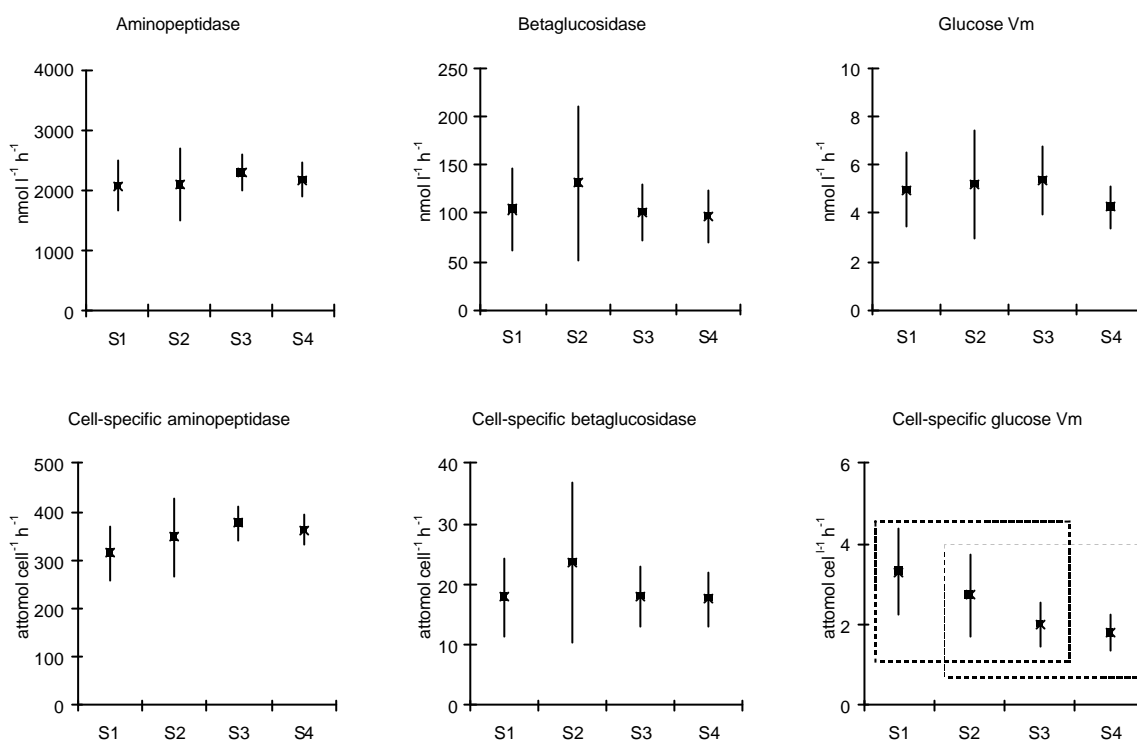 Aminopeptidase
nmol l⁻¹ h⁻¹
4000
3000
2000
1000
0
S1 S2 S3 S4
Betaglucosidase
nmol l⁻¹ h⁻¹
250
200
150
100
50
0
S1 S2 S3 S4
Glucose Vm
nmol l⁻¹ h⁻¹
10
8
6
4
2
0
S1 S2 S3 S4
Cell-specific aminopeptidase
attomol cell⁻¹ h⁻¹
500
400
300
200
100
0
S1 S2 S3 S4
Cell-specific betaglucosidase
attomol cell⁻¹ h⁻¹
40
30
20
10
0
S1 S2 S3 S4
Cell-specific glucose Vm
attomol celˡ⁻¹ h⁻¹
6
4
2
0
S1 S2 S3 S4